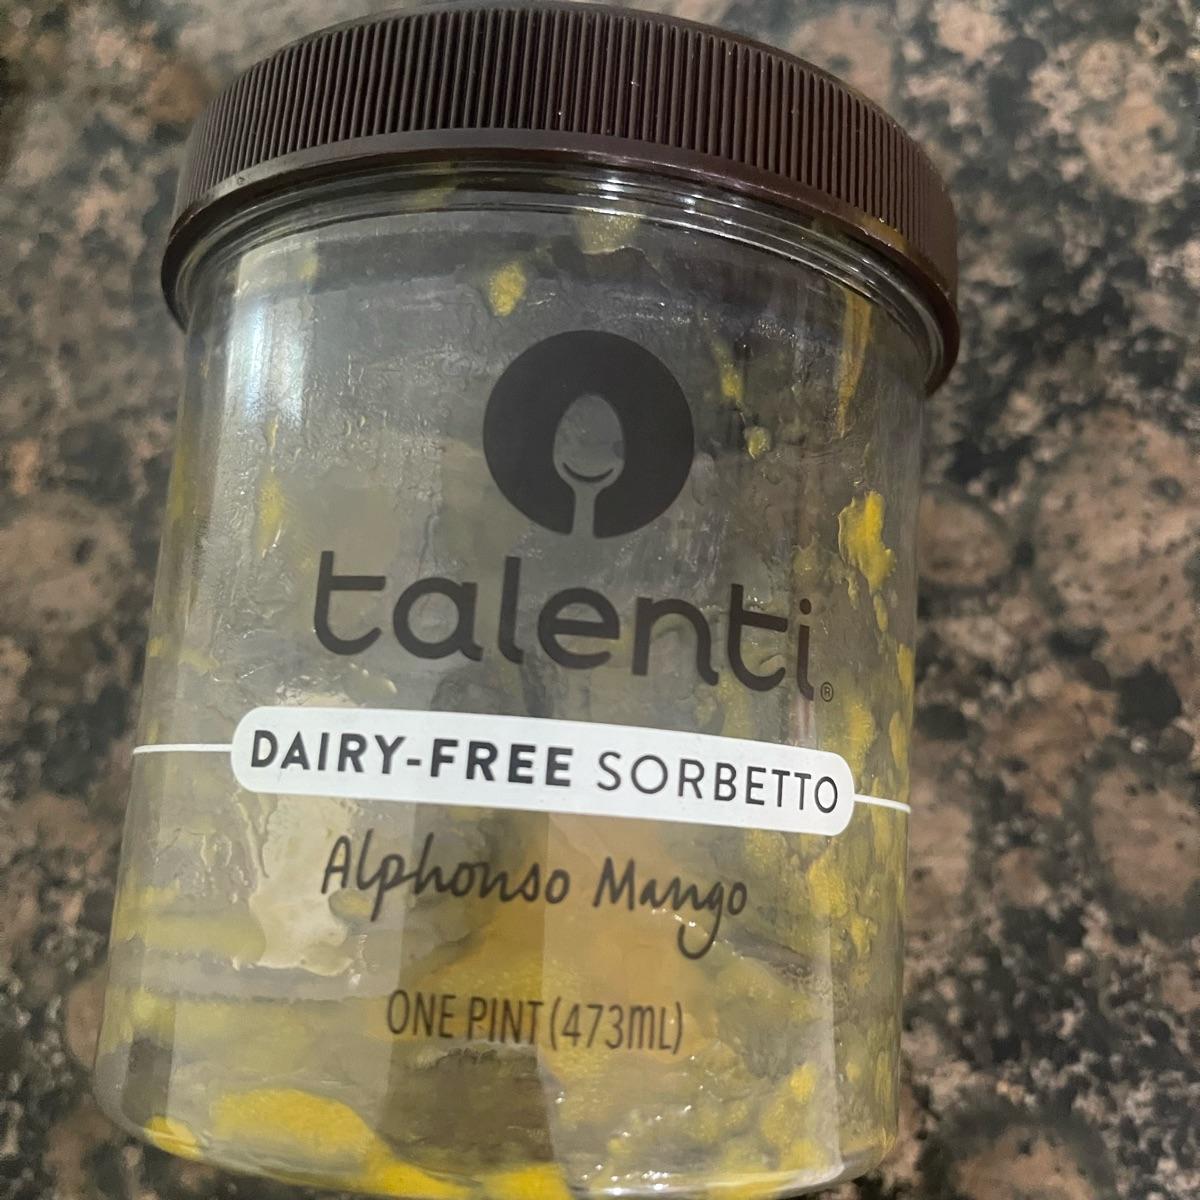 talenti®
DAIRY-FREE SORBETTO
Alphonso Mango
ONE PINT (473mL)